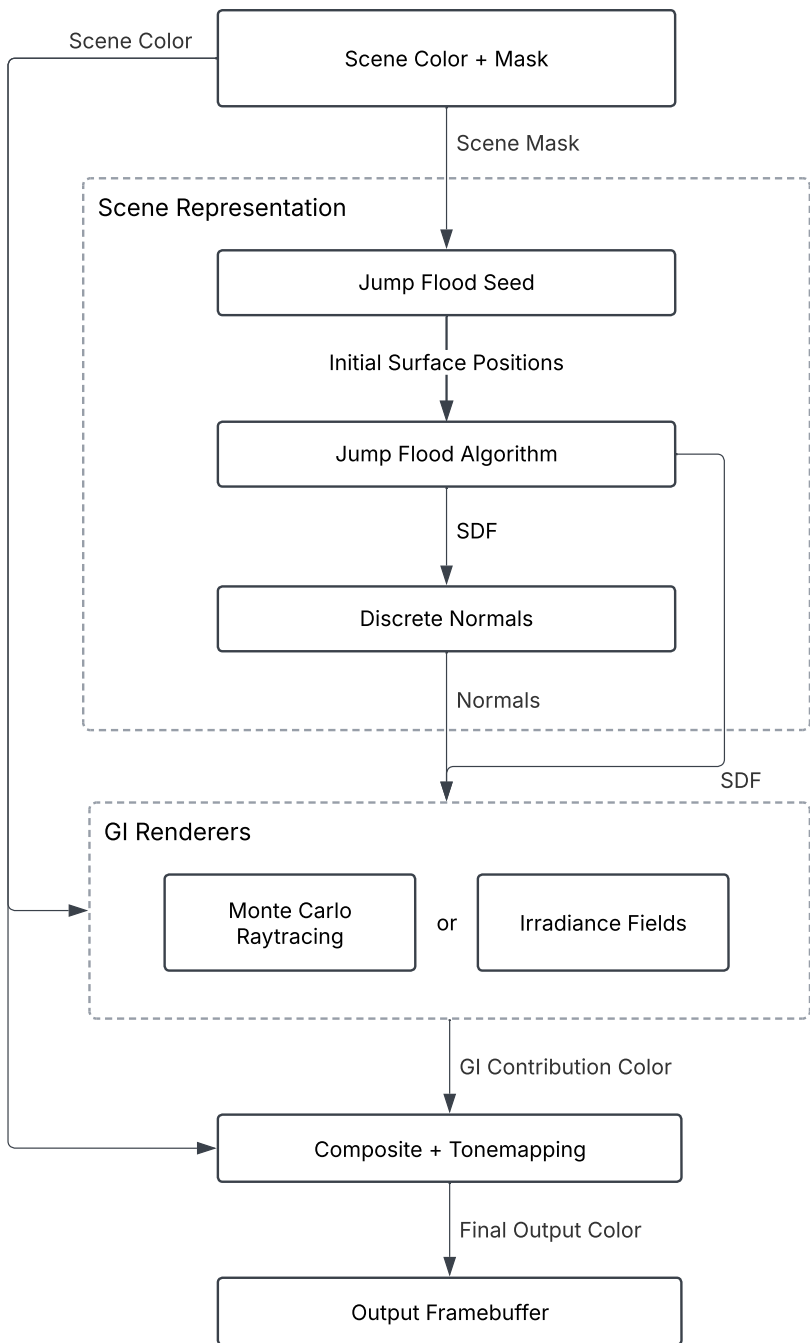 Scene Color
Scene Color + Mask
Scene Mask
Scene Representation
Jump Flood Seed
Initial Surface Positions
Jump Flood Algorithm
SDF
Discrete Normals
Normals
SDF
GI Renderers
Monte Carlo
Raytracing
or
Irradiance Fields
GI Contribution Color
Composite + Tonemapping
Final Output Color
Output Framebuffer